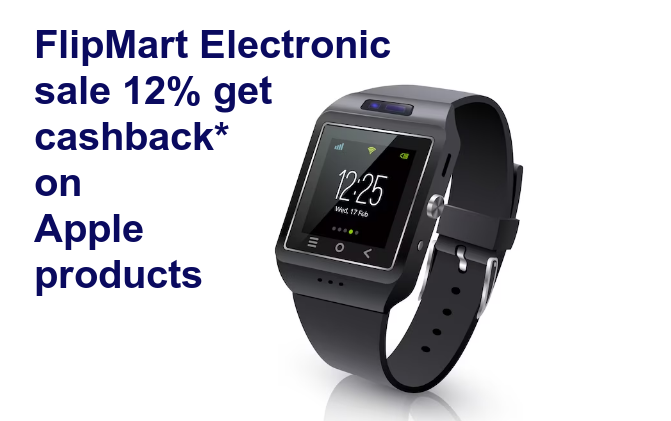 FlipMart Electronic
sale 12% get
cashback*
on
Apple
products
12:25
Wed, 17 Feb